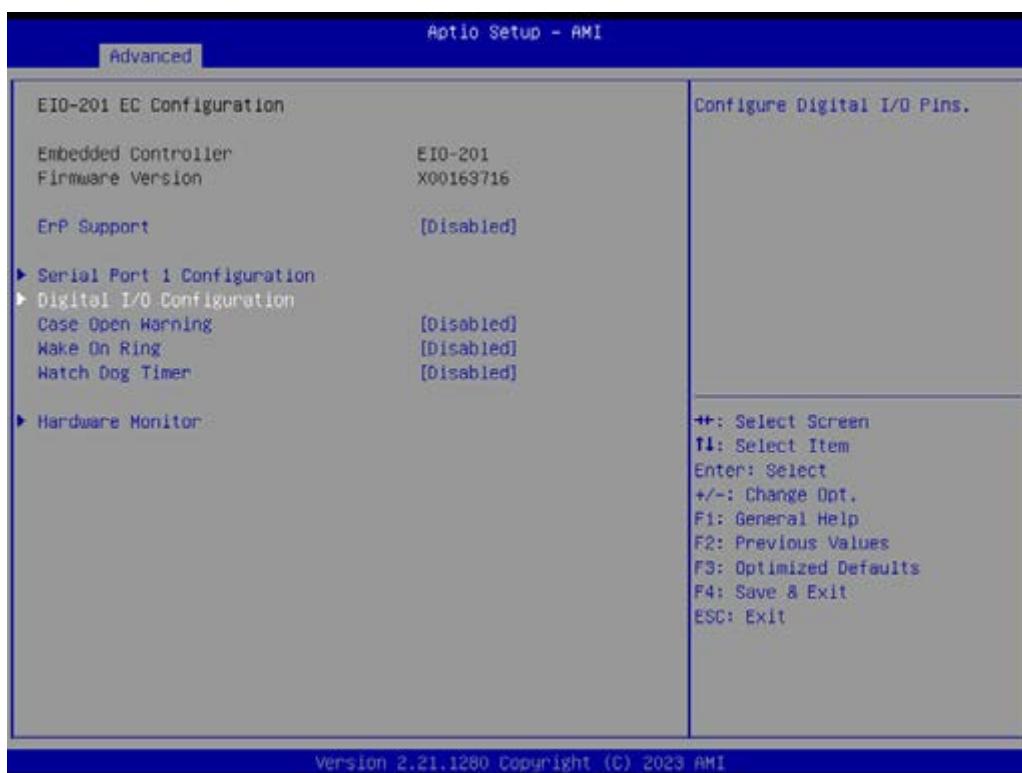 Aptio Setup - AMI
Advanced
EIO-201 EC Configuration
Embedded Controller EIO-201
Firmware Version X00163716
ErP Support [Disabled]
Serial Port 1 Configuration
Digital I/O Configuration
Case Open Warning [Disabled]
Wake On Ring [Disabled]
Watch Dog Timer [Disabled]
Hardware Monitor
Configure Digital I/O Pins.
→←: Select Screen
↑↓: Select Item
Enter: Select
+/-: Change Opt.
F1: General Help
F2: Previous Values
F3: Optimized Defaults
F4: Save & Exit
ESC: Exit
Version 2.21.1280 Copyright (C) 2023 AMI